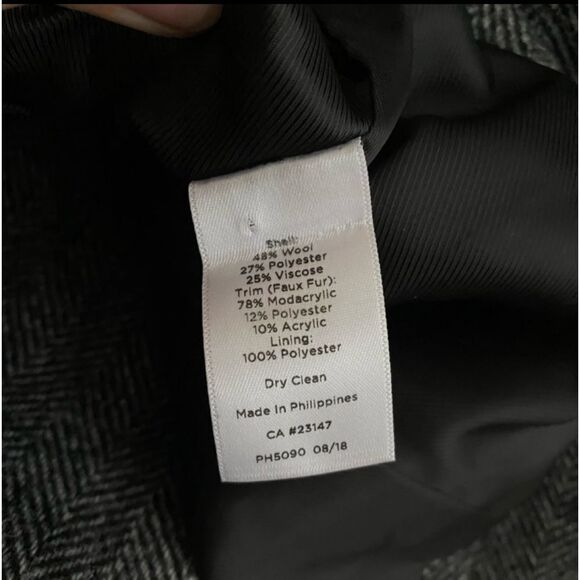 Shell:
48% Wool
27% Polyester
25% Viscose
Trim (Faux Fur):
78% Modacrylic
12% Polyester
10% Acrylic
Lining:
100% Polyester
Dry Clean
Made In Philippines
CA #23147
PH5090 08/18